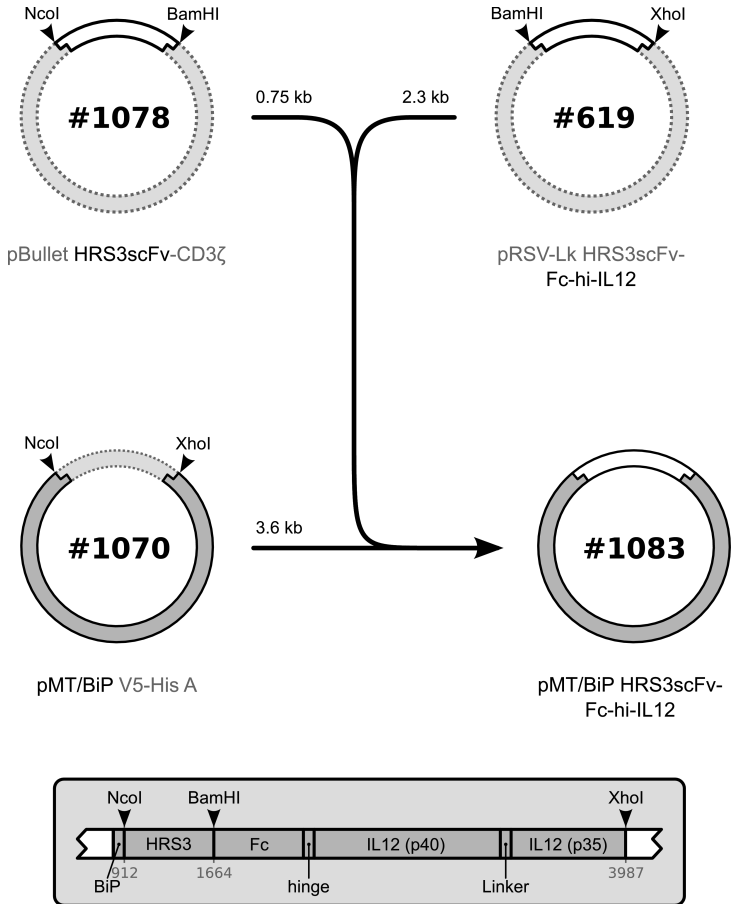 NcoI
BamHI
BamHI
XhoI
0.75 kb
2.3 kb
#1078
#619
pBullet HRS3scFv-CD3ζ
pRSV-Lk HRS3scFv-
Fc-hi-IL12
NcoI
XhoI
3.6 kb
#1070
#1083
pMT/BiP V5-His A
pMT/BiP HRS3scFv-
Fc-hi-IL12
NcoI
BamHI
XhoI
HRS3
Fc
IL12 (p40)
IL12 (p35)
912
1664
3987
BiP
hinge
Linker